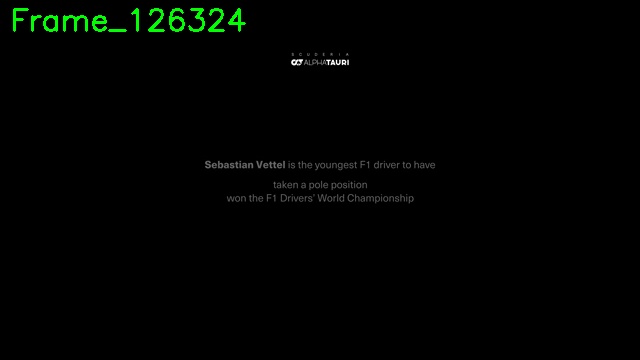 Frame_126324
SCUDERIA
ALPHATAURI
Sebastian Vettel is the youngest F1 driver to have
taken a pole position
won the F1 Drivers' World Championship